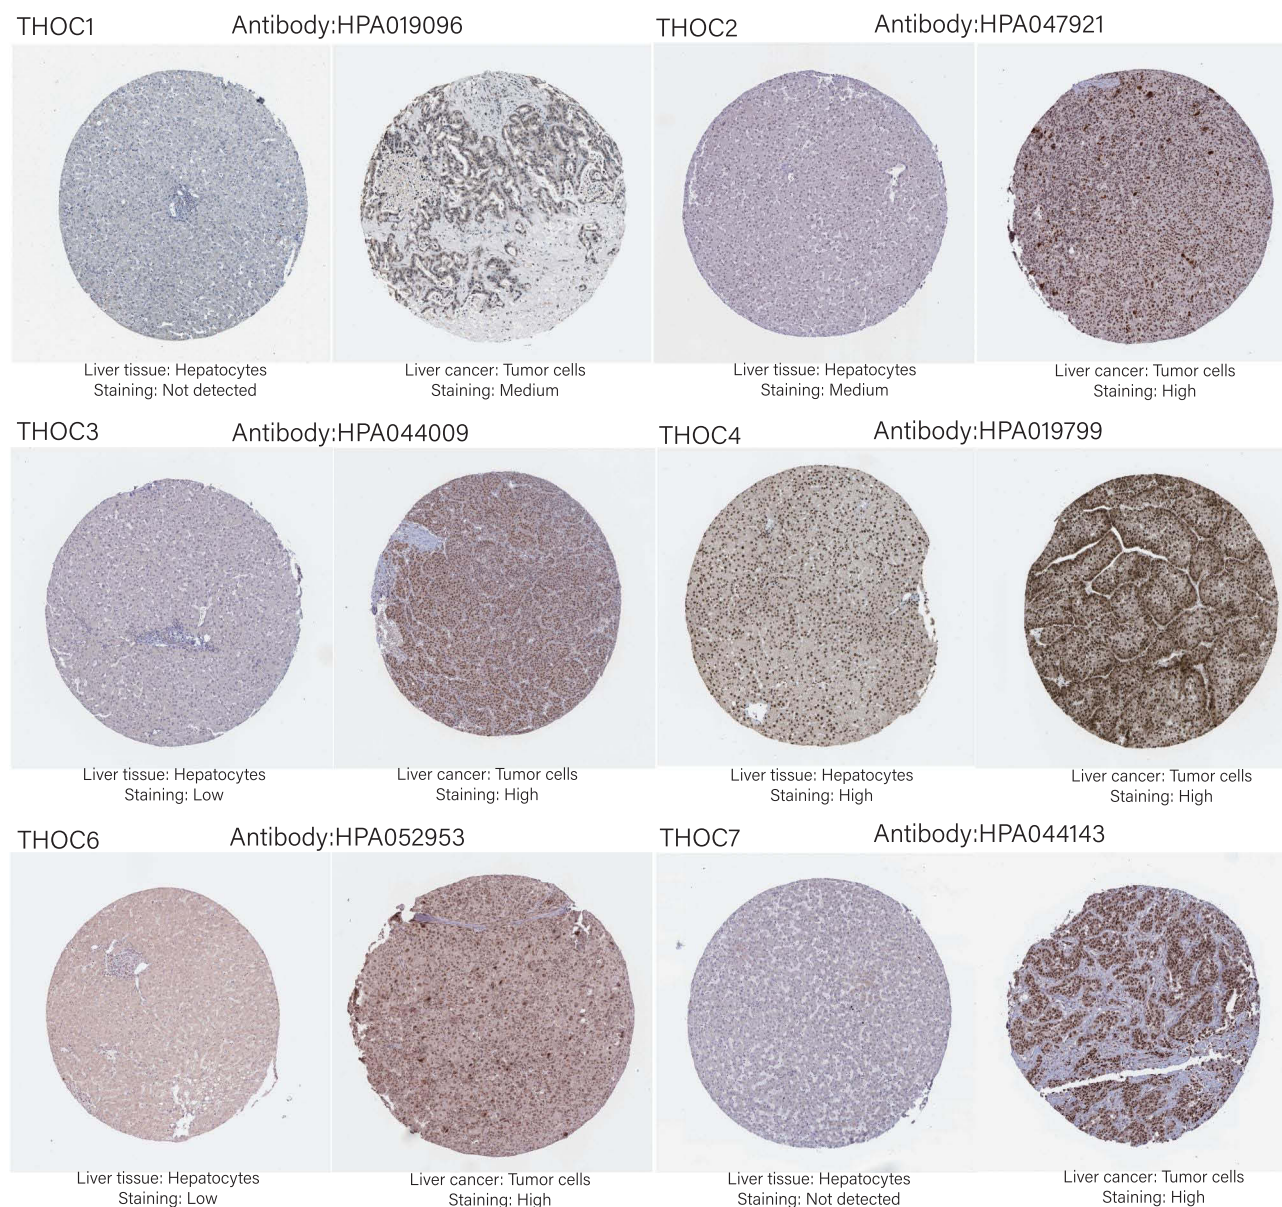 THOC1 Antibody:HPA019096 THOC2 Antibody:HPA047921
Liver tissue: Hepatocytes
Staining: Not detected
Liver cancer: Tumor cells
Staining: Medium
Liver tissue: Hepatocytes
Staining: Medium
Liver cancer: Tumor cells
Staining: High
THOC3 Antibody:HPA044009 THOC4 Antibody:HPA019799
Liver tissue: Hepatocytes
Staining: Low
Liver cancer: Tumor cells
Staining: High
Liver tissue: Hepatocytes
Staining: High
Liver cancer: Tumor cells
Staining: High
THOC6 Antibody:HPA052953 THOC7 Antibody:HPA044143
Liver tissue: Hepatocytes
Staining: Low
Liver cancer: Tumor cells
Staining: High
Liver tissue: Hepatocytes
Staining: Not detected
Liver cancer: Tumor cells
Staining: High